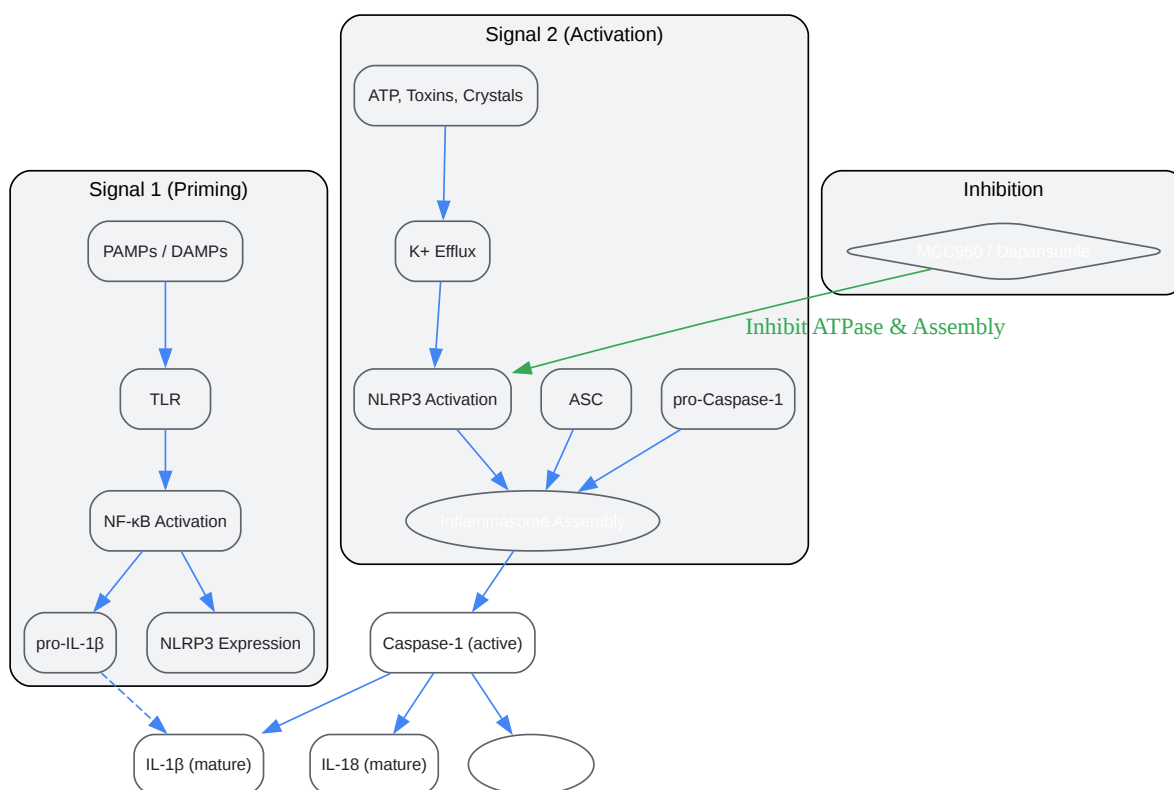 Signal 2 (Activation)
ATP, Toxins, Crystals
Signal 1 (Priming)
Inhibition
PAMPs / DAMPs
K+ Efflux
MCC950 / Dapansutrile
Inhibit ATPase & Assembly
TLR
NLRP3 Activation
ASC
pro-Caspase-1
NF-κB Activation
Inflammasome Assembly
pro-IL-1β
NLRP3 Expression
Caspase-1 (active)
IL-1β (mature)
IL-18 (mature)